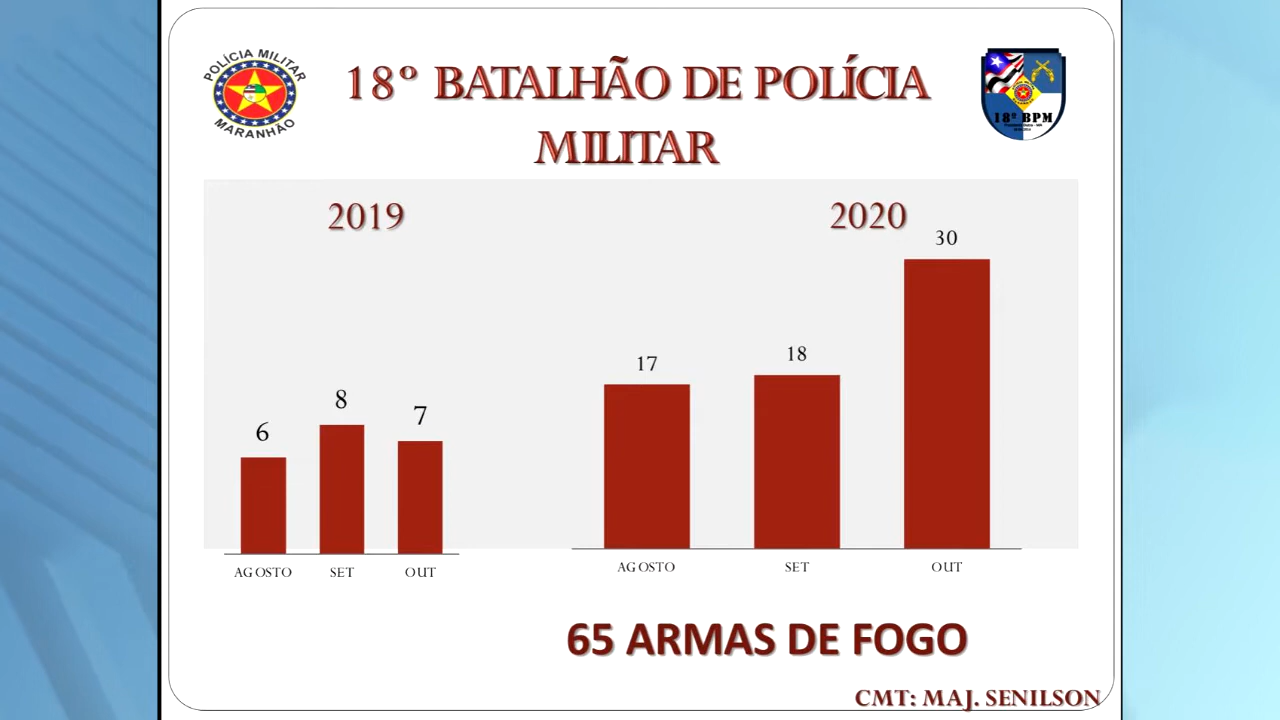 POLÍCIA MILITAR
MARANHÃO
18º BATALHÃO DE POLÍCIA
MILITAR
18º BPM
2019
2020
6
8
7
17
18
30
AGOSTO
SET
OUT
AGOSTO
SET
OUT
65 ARMAS DE FOGO
CMT: MAJ. SENILSON